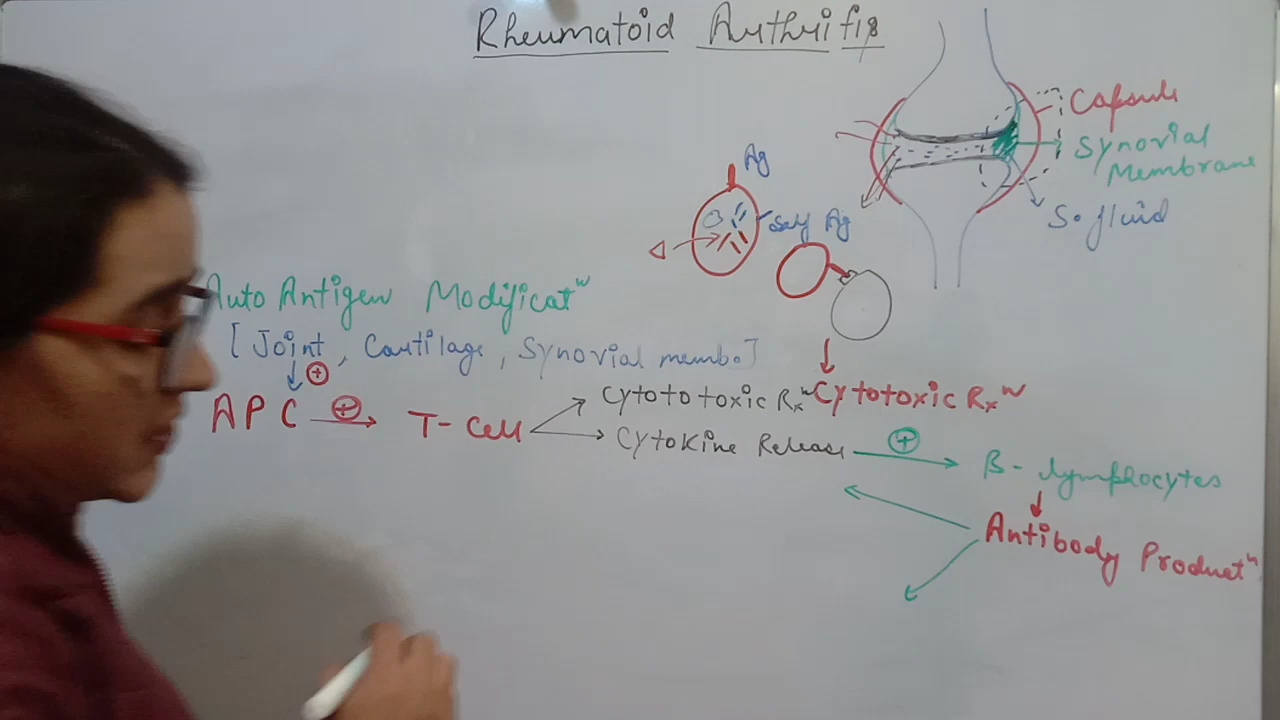 Rheumatoid Arthritis
Capsule
Synovial
Membrane
S. fluid
Ag
Self Ag
Auto Antigen Modificatn
[Joint, Cartilage, Synovial memb.]
APC + T-Cell
Cytototoxic Rxn Cytotoxic Rxn
Cytokine Release + B-lymphocytes
Antibody Productn